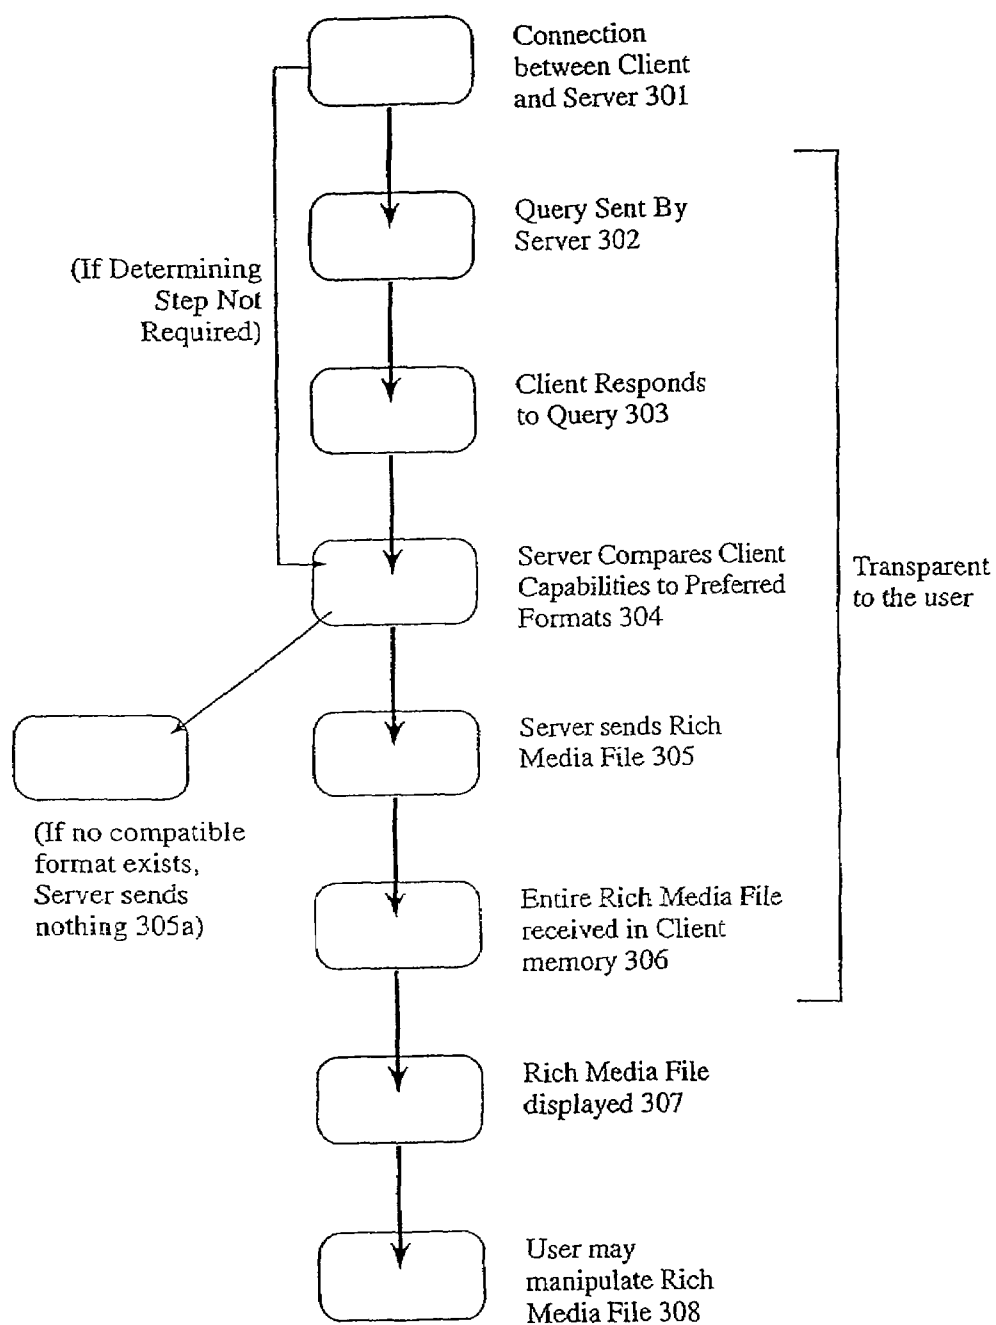 Connection
between Client
and Server 301
Query Sent By
Server 302
(If Determining
Step Not
Required)
Client Responds
to Query 303
Server Compares Client
Capabilities to Preferred
Formats 304
Transparent
to the user
Server sends Rich
Media File 305
(If no compatible
format exists,
Server sends
nothing 305a)
Entire Rich Media File
received in Client
memory 306
Rich Media File
displayed 307
User may
manipulate Rich
Media File 308